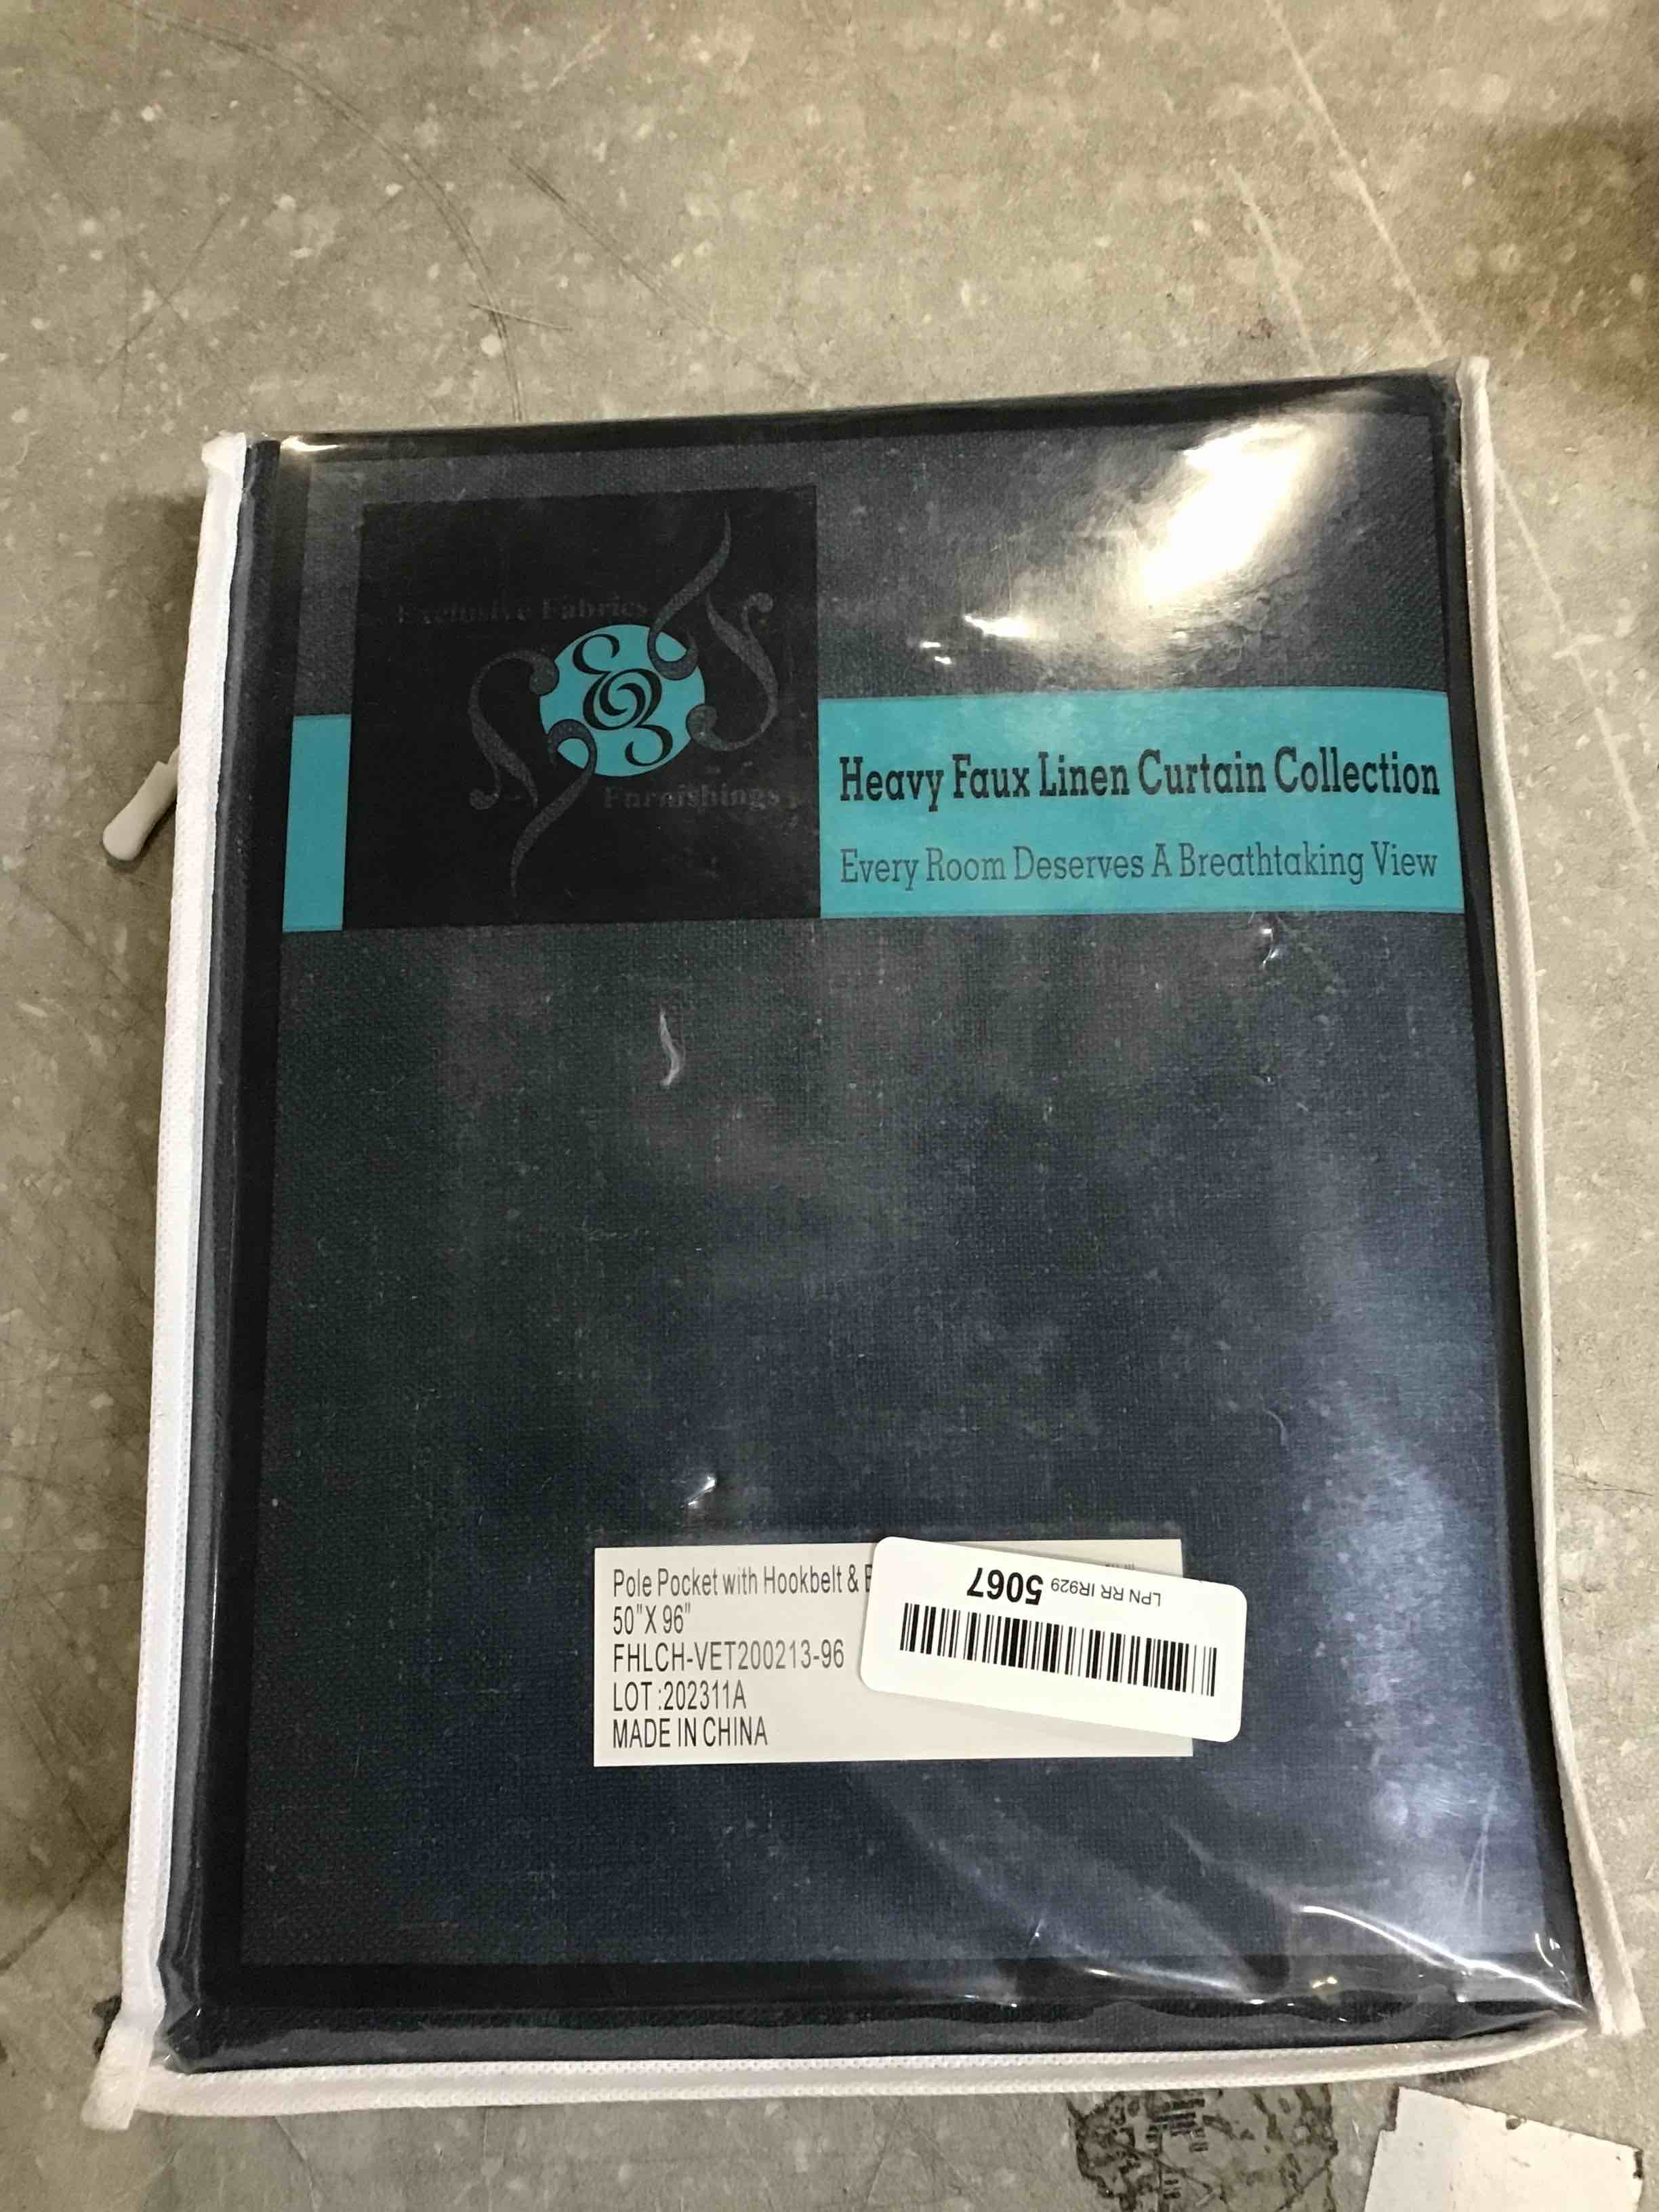 Exclusive Fabrics
E&F
Furnishings
Heavy Faux Linen Curtain Collection
Every Room Deserves A Breathtaking View
Pole Pocket with Hookbelt &
50"X 96"
FHLCH-VET200213-96
LOT :202311A
MADE IN CHINA
LPN RR IR929 5067